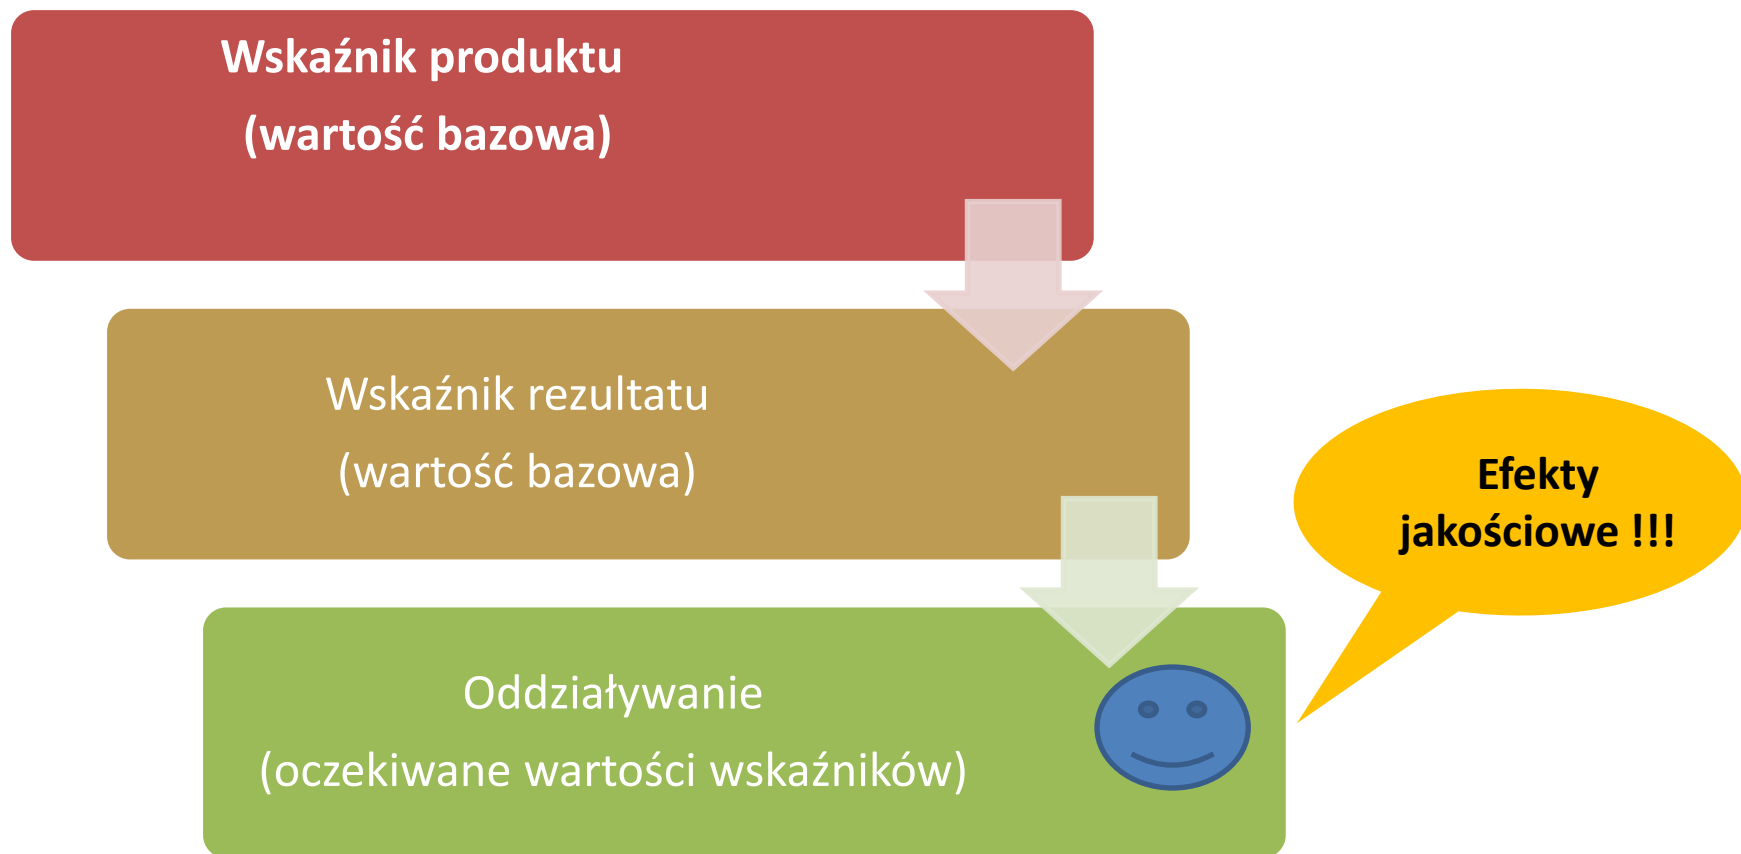 Wskaźnik produktu
(wartość bazowa)
Wskaźnik rezultatu
(wartość bazowa)
Efekty
jakościowe !!!
Oddziaływanie
(oczekiwane wartości wskaźników)